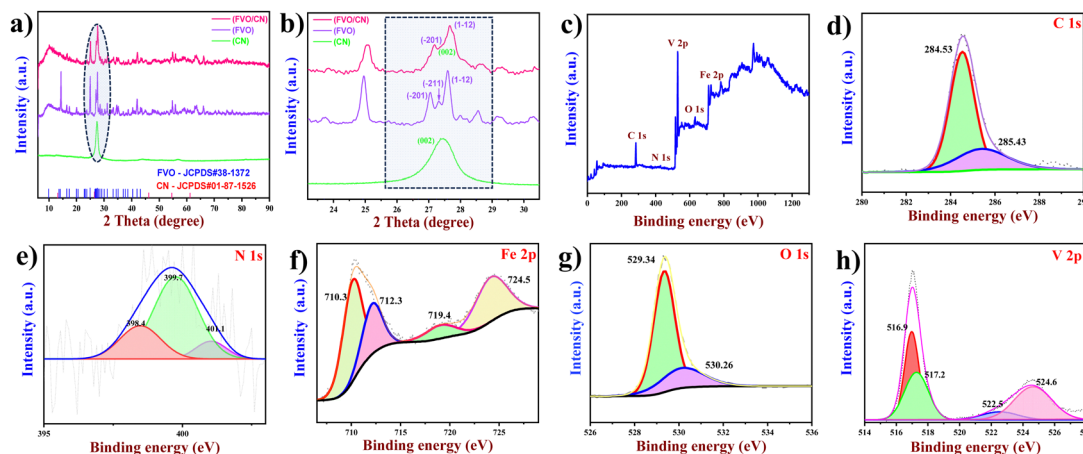 a)
(FVO/CN)
(FVO)
(CN)
Intensity (a.u.)
FVO - JCPDS#38-1372
CN - JCPDS#01-87-1526
10 20 30 40 50 60 70 80 90
2 Theta (degree)
b)
(FVO/CN)
(FVO)
(CN)
(1-12)
(-201)
(002)
(1-12)
(-211)
(-201)
(002)
Intensity (a.u.)
24 25 26 27 28 29 30
2 Theta (degree)
c)
V 2p
Fe 2p
O 1s
C 1s
N 1s
Intensity (a.u.)
0 200 400 600 800 1000 1200
Binding energy (eV)
d)
C 1s
284.53
285.43
Intensity (a.u.)
280 282 284 286 288
Binding energy (eV)
e)
N 1s
399.7
398.4
401.1
Intensity (a.u.)
395 400
Binding energy (eV)
f)
Fe 2p
710.3
712.3
719.4
724.5
Intensity (a.u.)
710 715 720 725
Binding energy (eV)
g)
O 1s
529.34
530.26
Intensity (a.u.)
526 528 530 532 534 536
Binding energy (eV)
h)
V 2p
516.9
517.2
522.5
524.6
Intensity (a.u.)
514 516 518 520 522 524 526
Binding energy (eV)